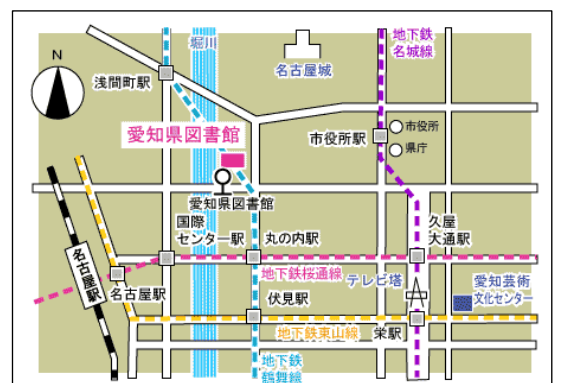 堀川
地下鉄
名城線
N
名古屋城
浅間町駅
市役所
愛知県図書館
市役所駅
県庁
愛知県図書館
国際
センター駅
丸の内駅
久屋
大通駅
名古屋駅
地下鉄桜通線
テレビ塔
愛知芸術
文化センター
名古屋駅
伏見駅
地下鉄東山線
栄駅
地下鉄
鶴舞線